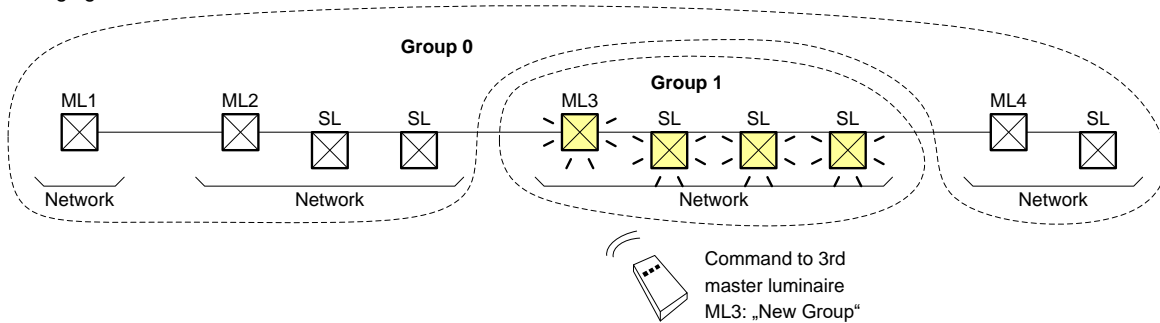 Group 0
Group 1
ML1
ML2
SL
SL
ML3
SL
SL
SL
ML4
SL
Network
Network
Network
Network
Command to 3rd
master luminaire
ML3: „New Group“